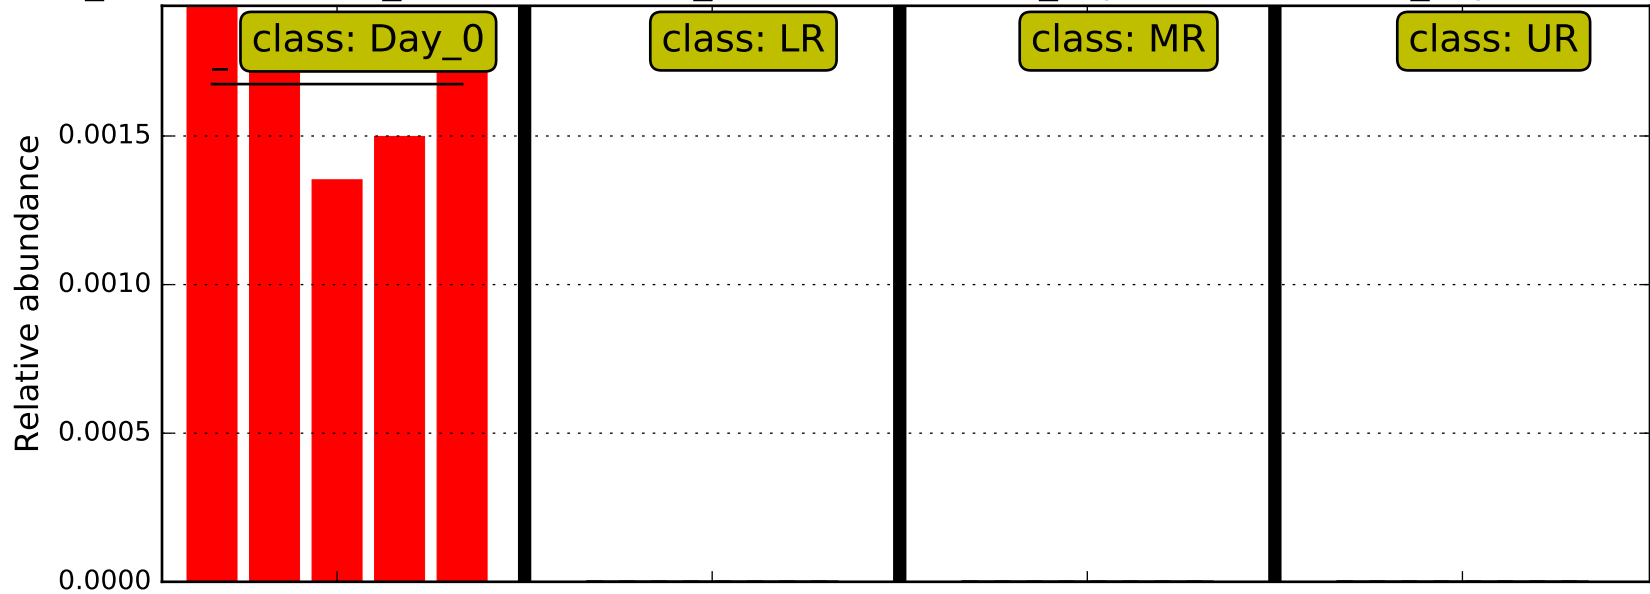 class: Day_0
class: LR
class: MR
class: UR
Relative abundance
0.0015
0.0010
0.0005
0.0000